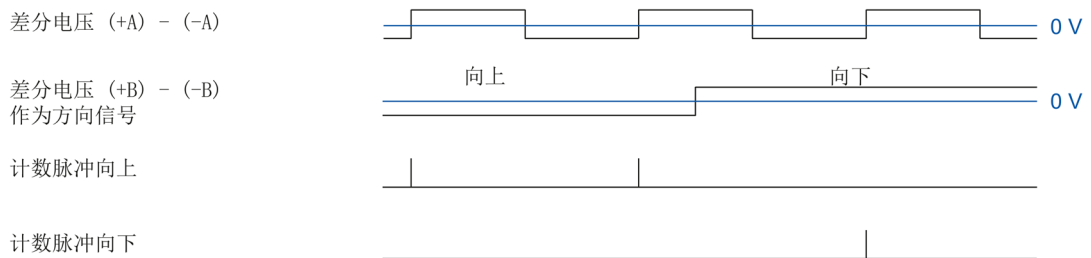 差分电压 (+A) - (-A)
0 V
向上
向下
差分电压 (+B) - (-B)
作为方向信号
0 V
计数脉冲向上
计数脉冲向下